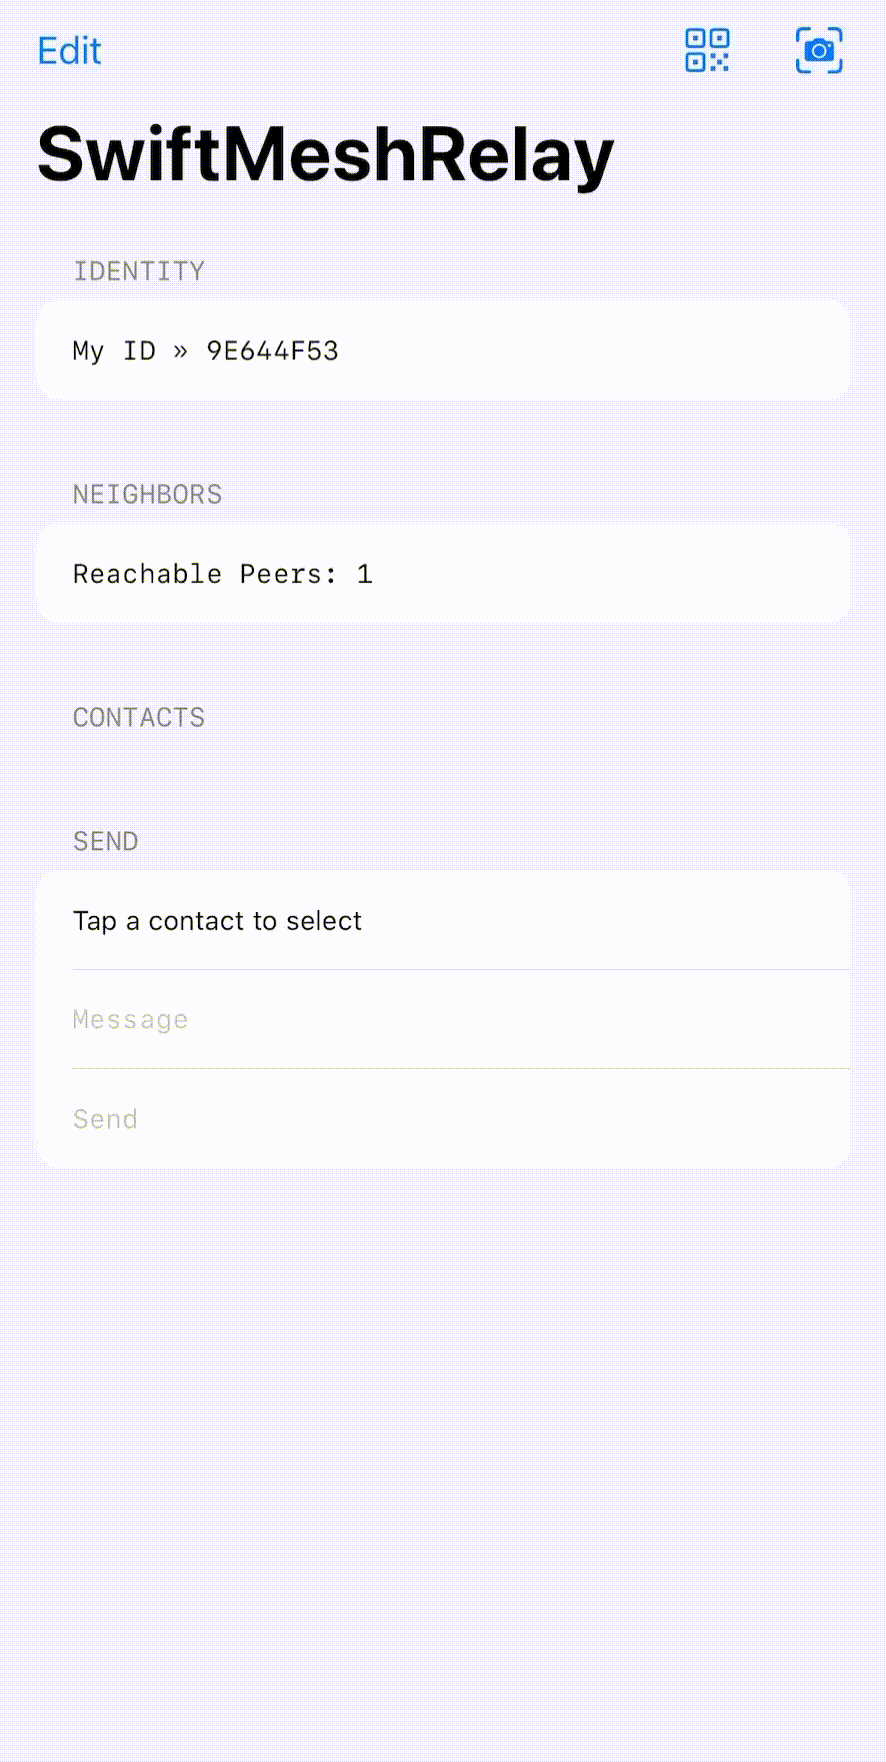 Edit
SwiftMeshRelay
IDENTITY
My ID » 9E644F53
NEIGHBORS
Reachable Peers: 1
CONTACTS
SEND
Tap a contact to select
Message
Send